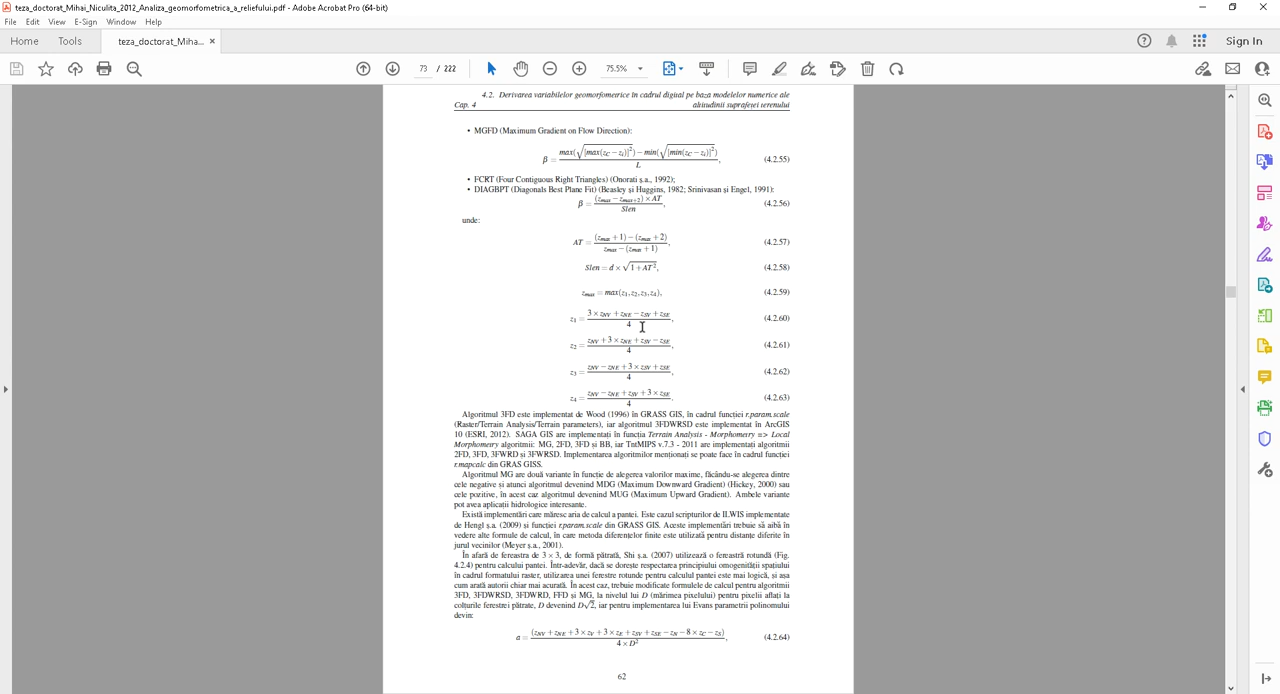 teza_doctorat_Mihai_Niculita_2012_Analiza_geomorfometrica_a_reliefului.pdf - Adobe Acrobat Pro (64-bit)
File Edit View E-Sign Window Help
Home Tools teza_doctorat_Miha... × Sign In
73 / 222 75.5%
4.2. Derivarea variabilelor geomorfometrice în cadrul digital pe baza modelelor numerice ale
Cap. 4 altitudinii suprafeței terenului
• MGFD (Maximum Gradient on Flow Direction):
β = max(√[max(z_C − z_i)]²) − min(√[min(z_C − z_i)]²) / L, (4.2.55)
• FCRT (Four Contiguous Right Triangles) (Onorati ș.a., 1992);
• DIAGBPT (Diagonals Best Plane Fit) (Beasley și Huggins, 1982; Srinivasan și Engel, 1991):
β = (z_max − z_max+2) × AT / Slen, (4.2.56)
unde:
AT = (z_max + 1) − (z_max + 2) / z_max − (z_max + 1), (4.2.57)
Slen = d × √1 + AT², (4.2.58)
z_max = max(z₁, z₂, z₃, z₄), (4.2.59)
z₁ = 3 × z_NV + z_NE − z_SV + z_SE / 4, (4.2.60)
z₂ = z_NV + 3 × z_NE + z_SV − z_SE / 4, (4.2.61)
z₃ = z_NV − z_NE + 3 × z_SV + z_SE / 4, (4.2.62)
z₄ = z_NV − z_NE + z_SV + 3 × z_SE / 4. (4.2.63)
Algoritmul 3FD este implementat de Wood (1996) în GRASS GIS, în cadrul funcției r.param.scale
(Raster/Terrain Analysis/Terrain parameters), iar algoritmul 3FDWRSD este implementat în ArcGIS
10 (ESRI, 2012). SAGA GIS are implementați în funcția Terrain Analysis - Morphometry => Local
Morphometry algoritmii: MG, 2FD, 3FD si BB, iar TntMIPS v.7.3 - 2011 are implementați algoritmii
2FD, 3FD, 3FWRD si 3FWRSD. Implementarea algoritmilor menționați se poate face în cadrul funcției
r.mapcalc din GRAS GISS.
Algoritmul MG are două variante în funcție de alegerea valorilor maxime, făcându-se alegerea dintre
cele negative și atunci algoritmul devenind MDG (Maximum Downward Gradient) (Hickey, 2000) sau
cele pozitive, în acest caz algoritmul devenind MUG (Maximum Upward Gradient). Ambele variante
pot avea aplicații hidrologice interesante.
Există implementări care măresc aria de calcul a pantei. Este cazul scripturilor de ILWIS implementate
de Hengl ș.a. (2009) și funcției r.param.scale din GRASS GIS. Aceste implementări trebuie să aibă în
vedere alte formule de calcul, în care metoda diferențelor finite este utilizată pentru distanțe diferite în
jurul vecinilor (Meyer ș.a., 2001).
În afară de fereastra de 3 × 3, de formă pătrată, Shi ș.a. (2007) utilizează o fereastră rotundă (Fig.
4.2.4) pentru calculul pantei. Într-adevăr, dacă se dorește respectarea principiului omogenității spațiului
în cadrul formatului raster, utilizarea unei ferestre rotunde pentru calculul pantei este mai logică, și așa
cum arată autorii chiar mai acurată. În acest caz, trebuie modificate formulele de calcul pentru algoritmii
3FD, 3FDWRSD, 3FDWRD, FFD și MG, la nivelul lui D (mărimea pixelului) pentru pixelii aflați la
colțurile ferestrei pătrate, D devenind D√2, iar pentru implementarea lui Evans parametrii polinomului
devin:
a = (z_NV + z_NE + 3 × z_V + 3 × z_E + z_SV + z_SE − z_N − 8 × z_C − z_S) / 4 × D², (4.2.64)
62